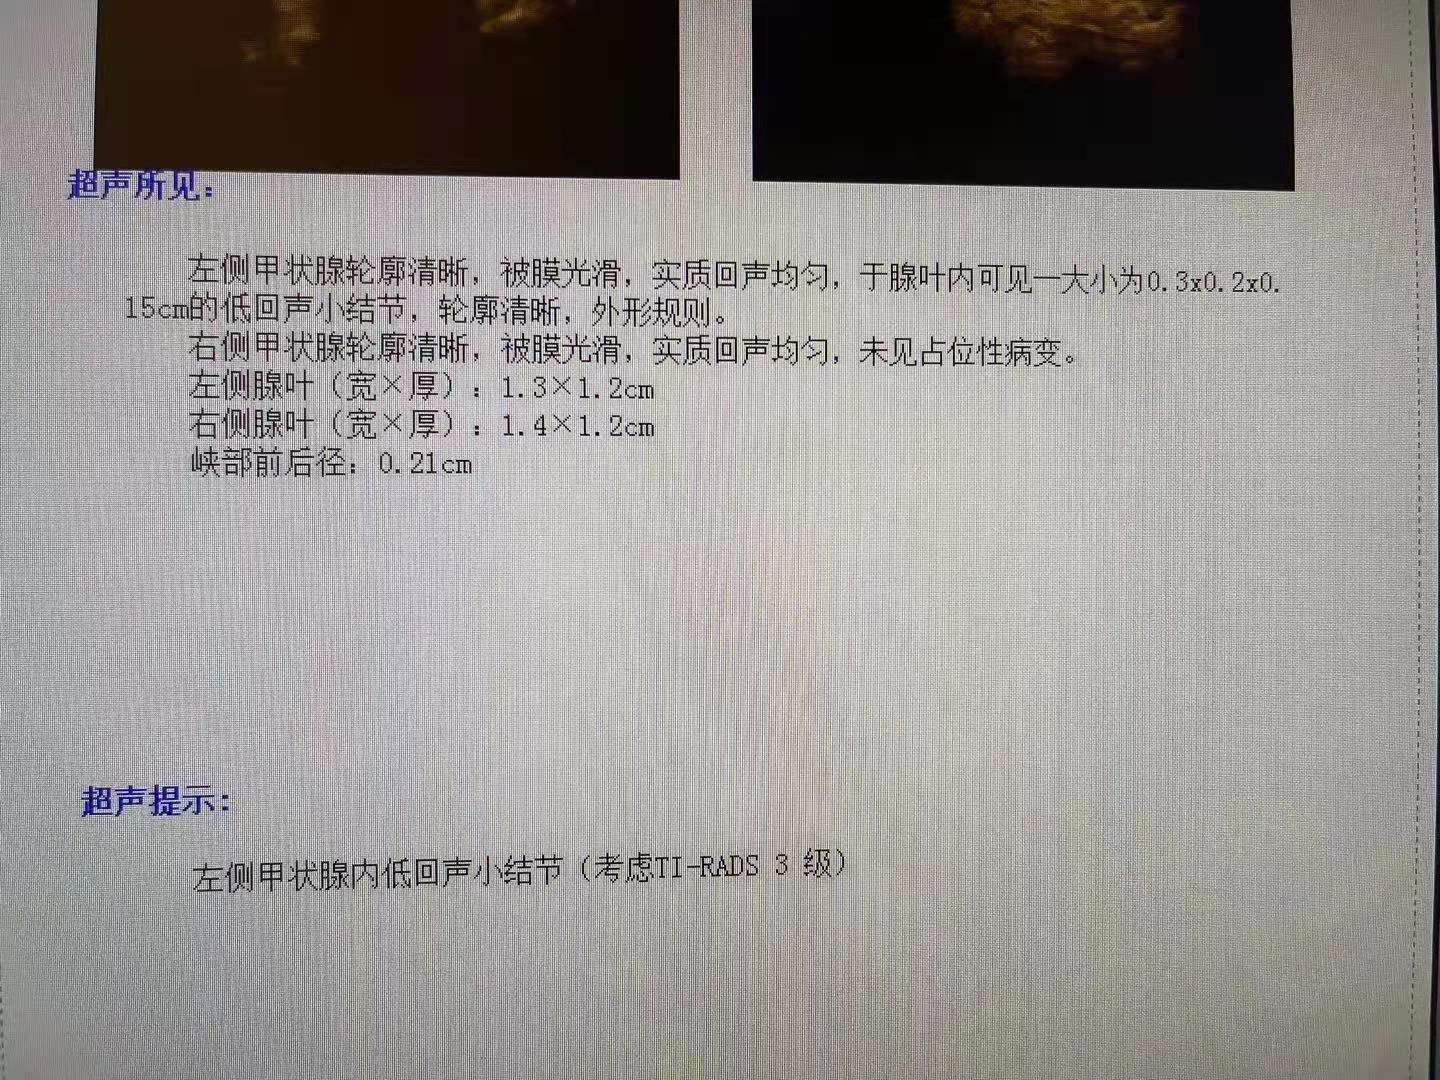 超声所见：
左侧甲状腺轮廓清晰，被膜光滑，实质回声均匀，于腺叶内可见一大小为0.3x0.2x0.
15cm的低回声小结节，轮廓清晰，外形规则。
右侧甲状腺轮廓清晰，被膜光滑，实质回声均匀，未见占位性病变。
左侧腺叶（宽×厚）：1.3×1.2cm
右侧腺叶（宽×厚）：1.4×1.2cm
峡部前后径：0.21cm
超声提示：
左侧甲状腺内低回声小结节（考虑TI-RADS 3 级）